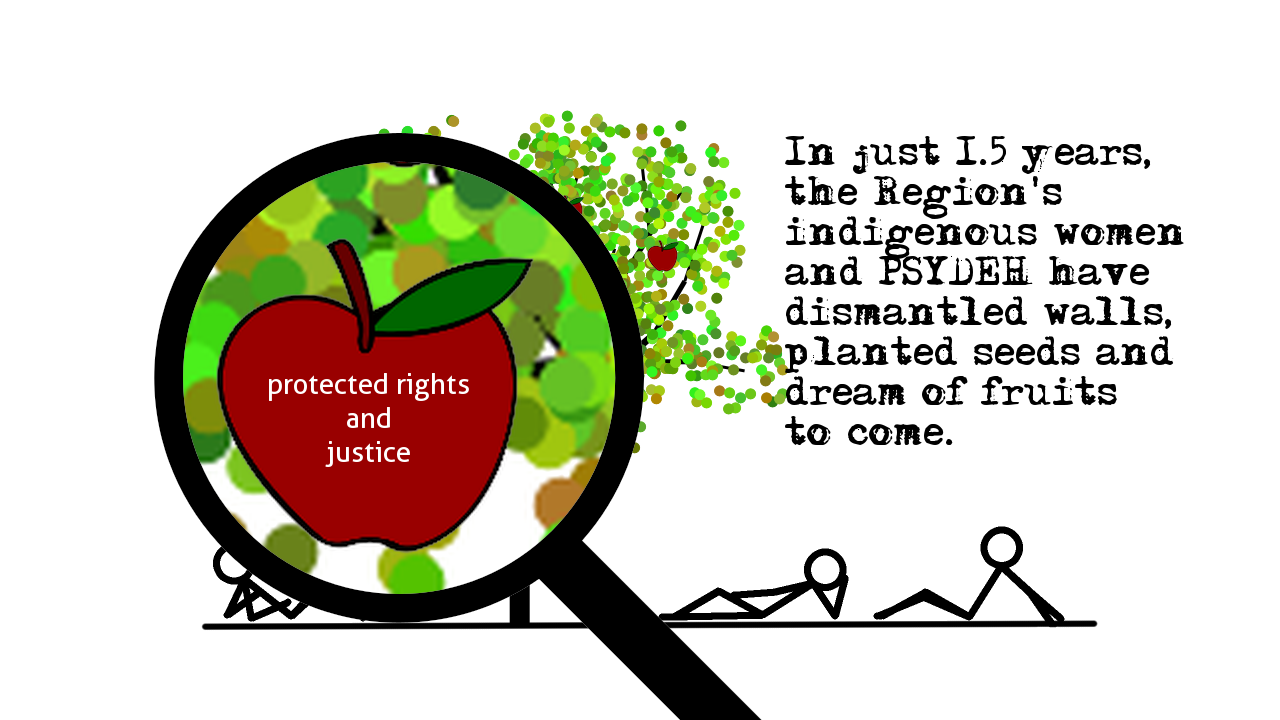 protected rights
and
justice
In just 1.5 years,
the Region's
indigenous women
and PSYDEH have
dismantled walls,
planted seeds and
dream of fruits
to come.